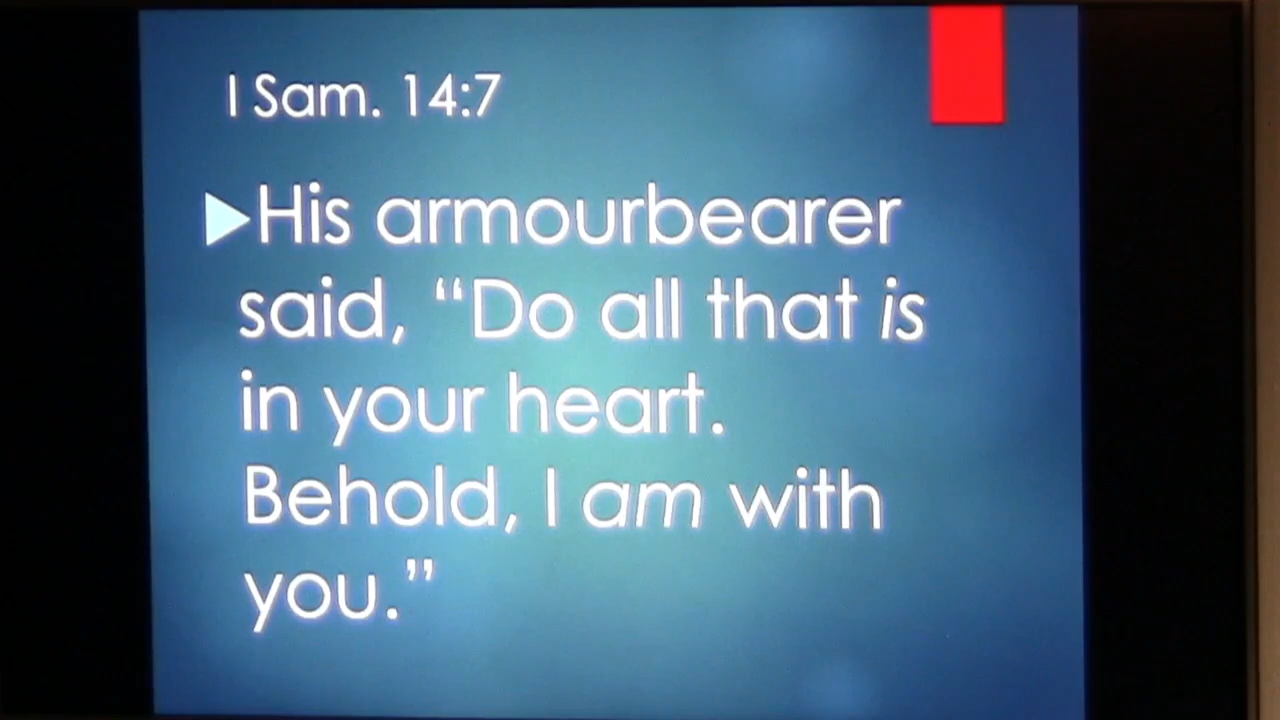 I Sam. 14:7
His armourbearer
said, “Do all that is
in your heart.
Behold, I am with
you.”